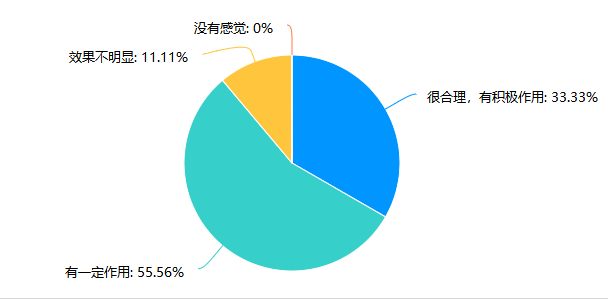 没有感觉: 0%
效果不明显: 11.11%
很合理，有积极作用: 33.33%
有一定作用: 55.56%